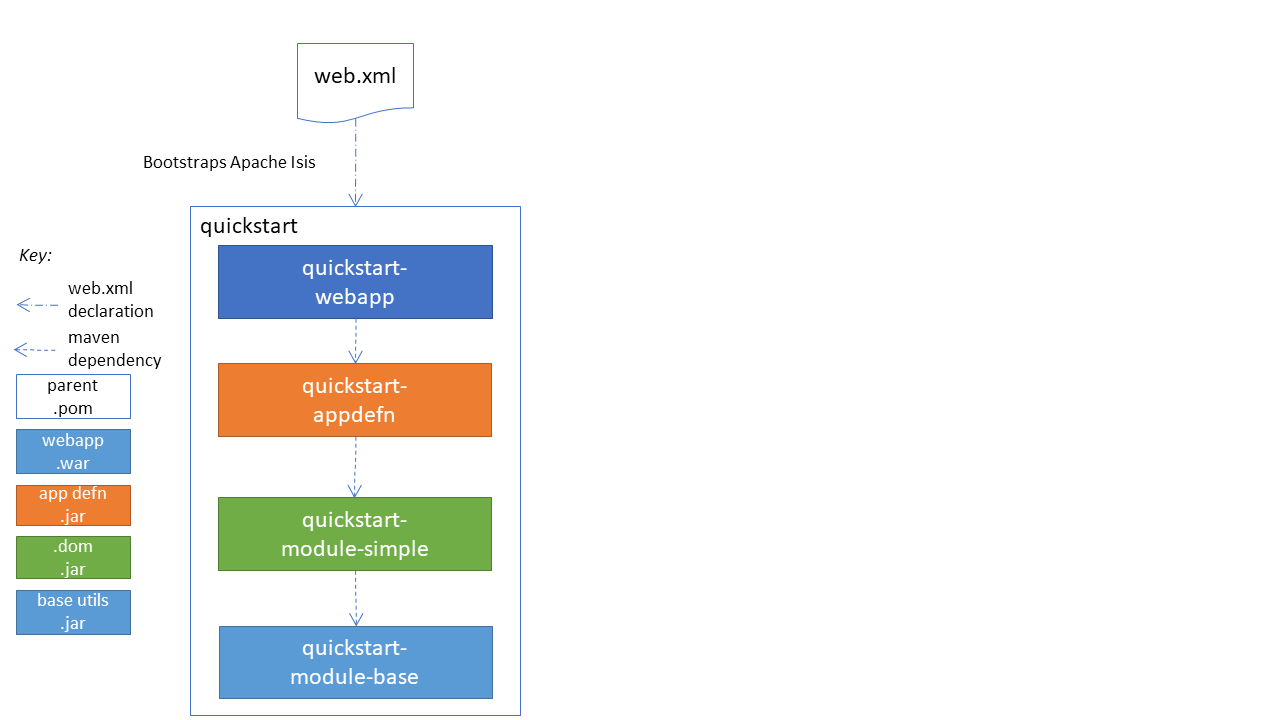 web.xml
Bootstraps Apache Isis
quickstart
quickstart-
webapp
quickstart-
appdefn
quickstart-
module-simple
quickstart-
module-base
Key:
web.xml
declaration
maven
dependency
parent
.pom
webapp
.war
app defn
.jar
.dom
.jar
base utils
.jar